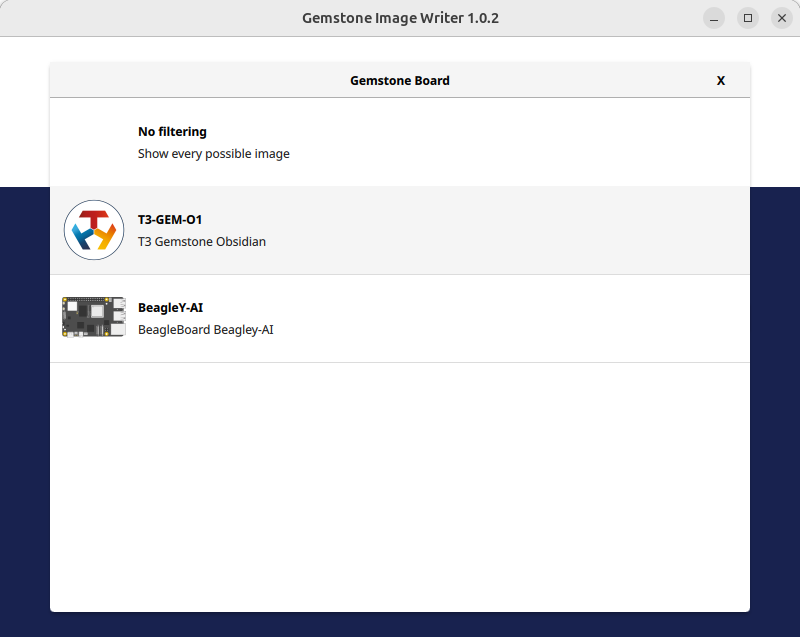 Gemstone Image Writer 1.0.2
Gemstone Board X
No filtering
Show every possible image
T3-GEM-O1
T3 Gemstone Obsidian
BeagleY-AI
BeagleBoard Beagley-AI